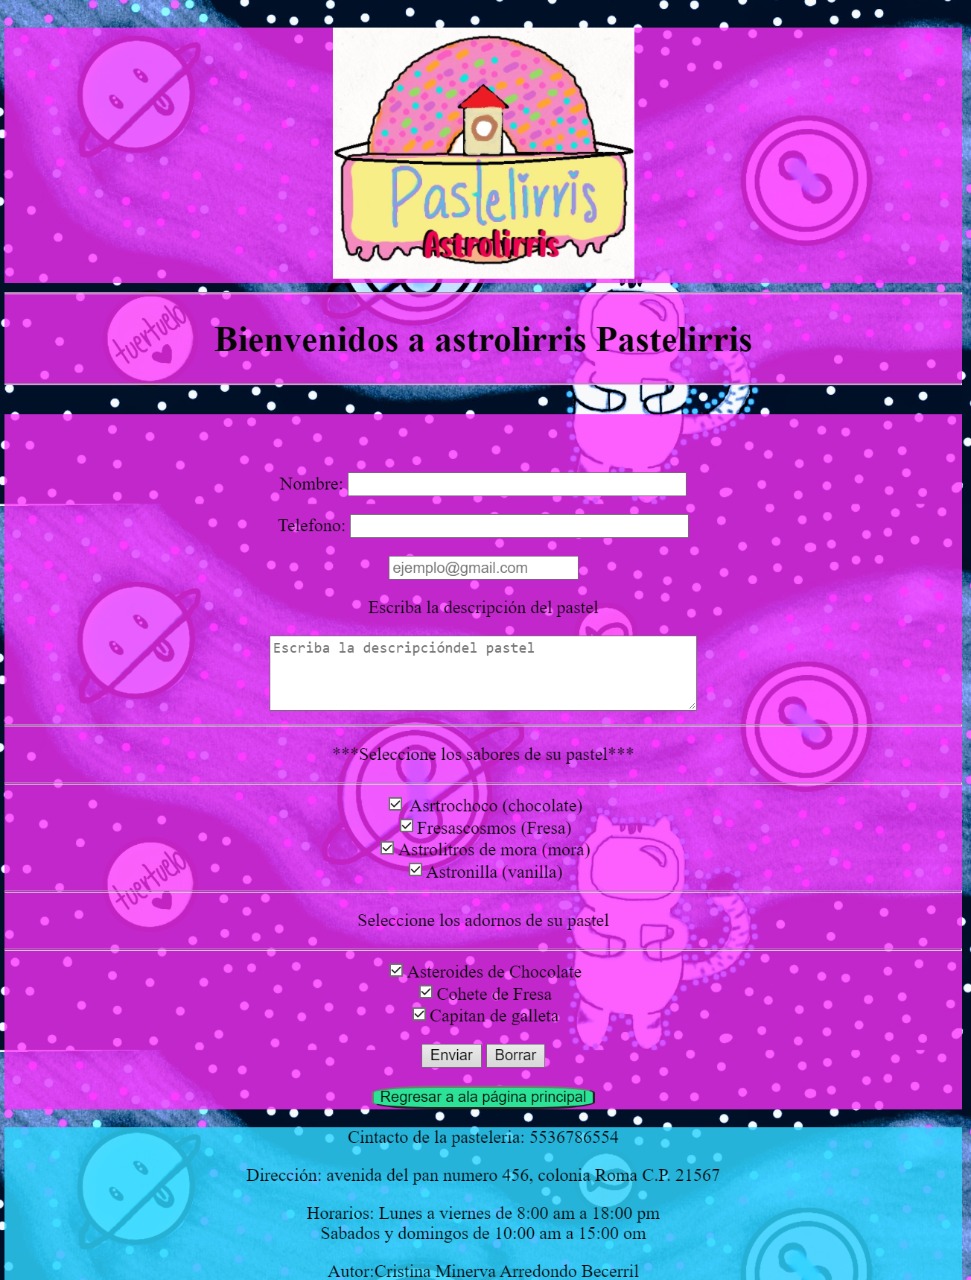 Pastelirris
Astrolirris
tuertuelo
Bienvenidos a astrolirris Pastelirris
Nombre:
Telefono:
ejemplo@gmail.com
Escriba la descripción del pastel
Escriba la descripcióndel pastel
***Seleccione los sabores de su pastel***
Asrtrochoco (chocolate)
Fresascosmos (Fresa)
Astrolitros de mora (mora)
tuertuelo
Astronilla (vanilla)
Seleccione los adornos de su pastel
Asteroides de Chocolate
Cohete de Fresa
Capitan de galleta
Enviar Borrar
Regresar a ala página principal
Cintacto de la pasteleria: 5536786554
Dirección: avenida del pan numero 456, colonia Roma C.P. 21567
Horarios: Lunes a viernes de 8:00 am a 18:00 pm
Sabados y domingos de 10:00 am a 15:00 om
Autor:Cristina Minerva Arredondo Becerril